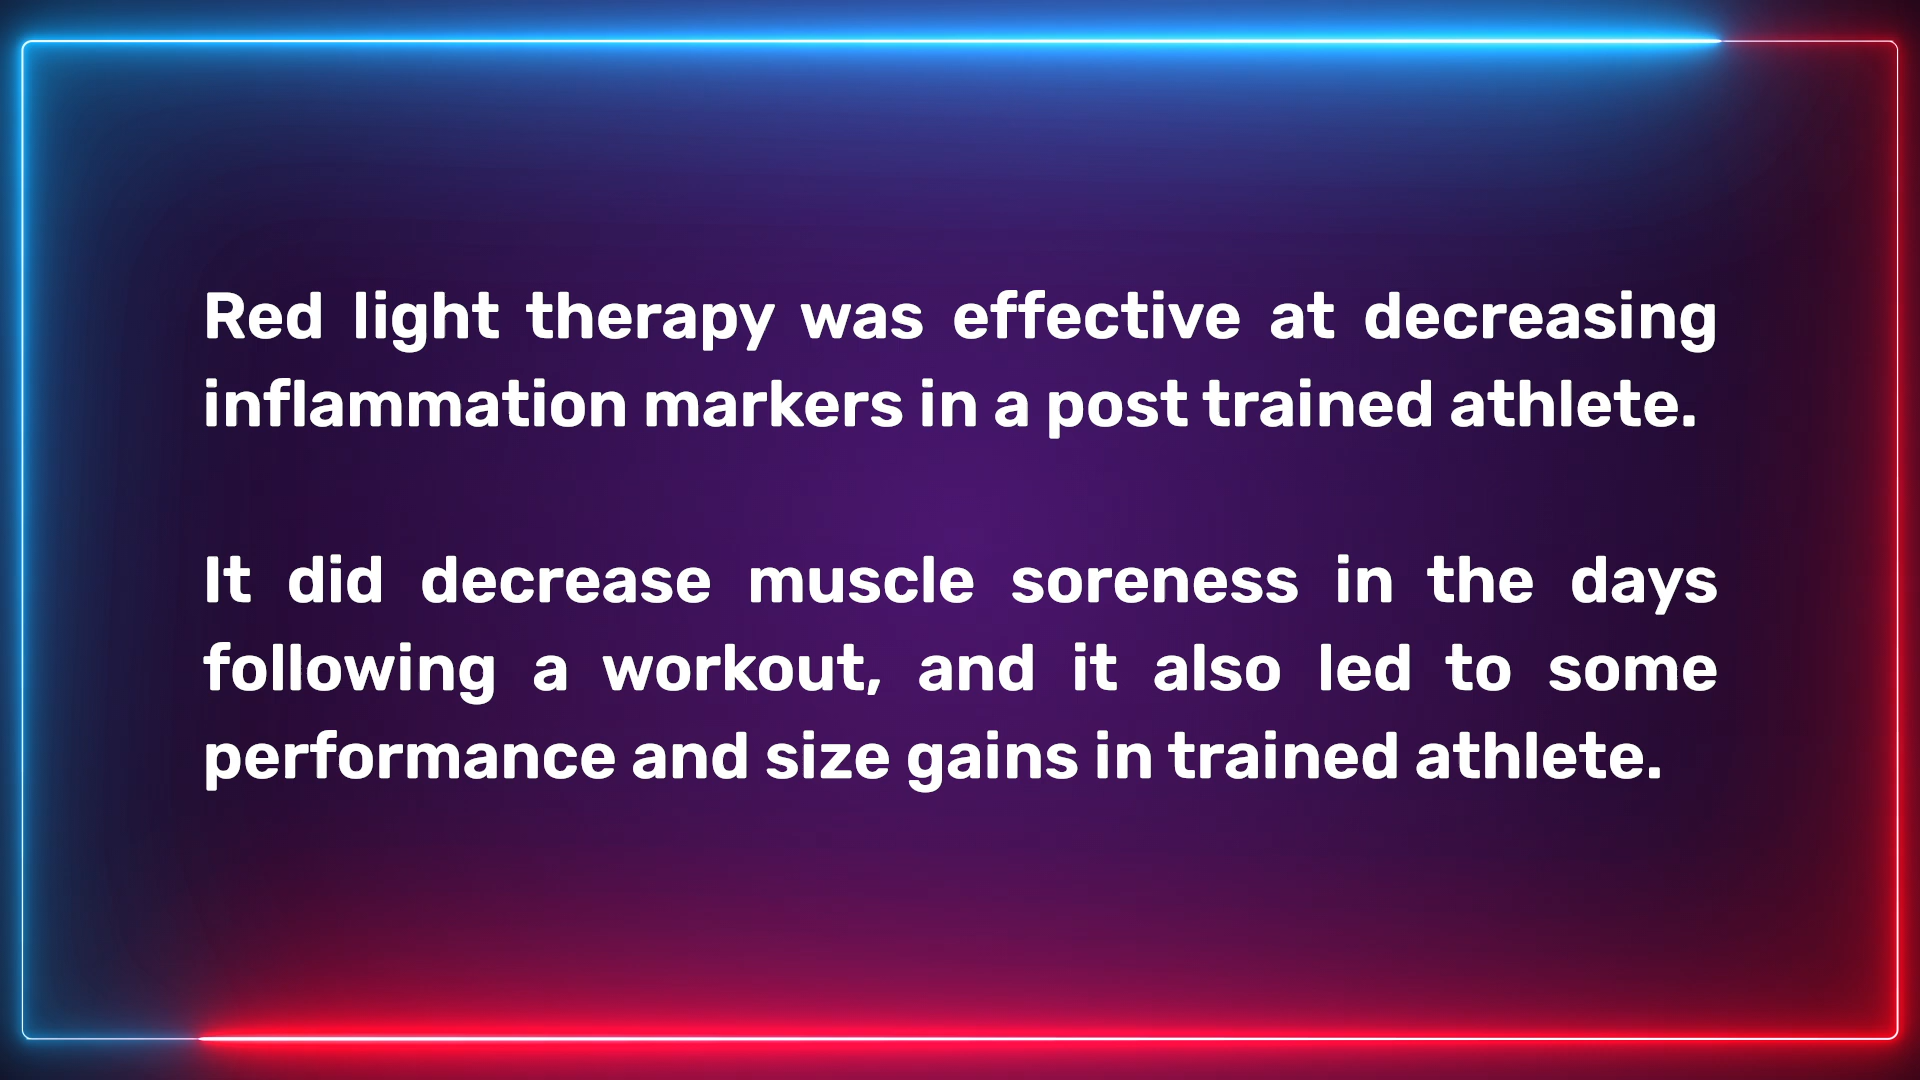 Red light therapy was effective at decreasing
inflammation markers in a post trained athlete.
It did decrease muscle soreness in the days
following a workout, and it also led to some
performance and size gains in trained athlete.